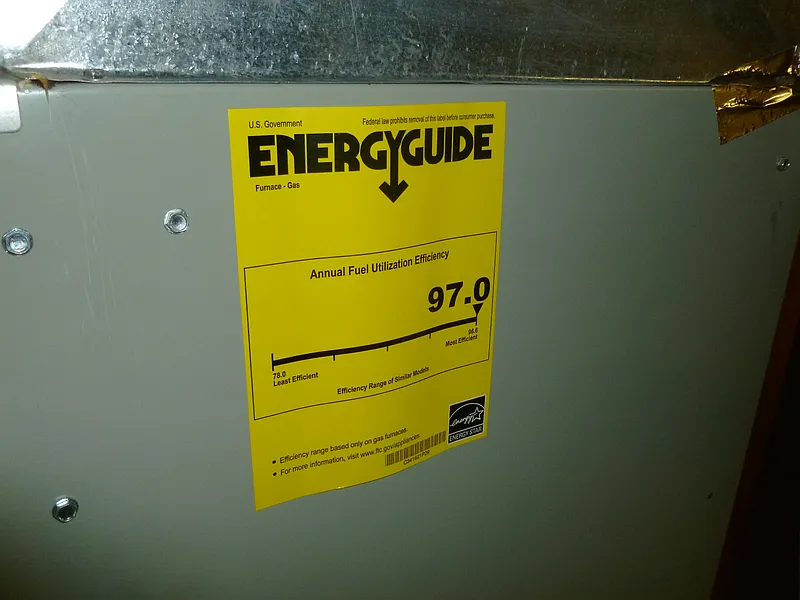 U.S. Government
Federal law prohibits removal of this label before consumer purchase.
ENERGYGUIDE
Furnace - Gas
Annual Fuel Utilization Efficiency
97.0
78.0
Least Efficient
96.6
Most Efficient
Efficiency Range of Similar Models
• Efficiency range based only on gas furnaces.
• For more information, visit www.ftc.gov/appliances.
energy
ENERGY STAR